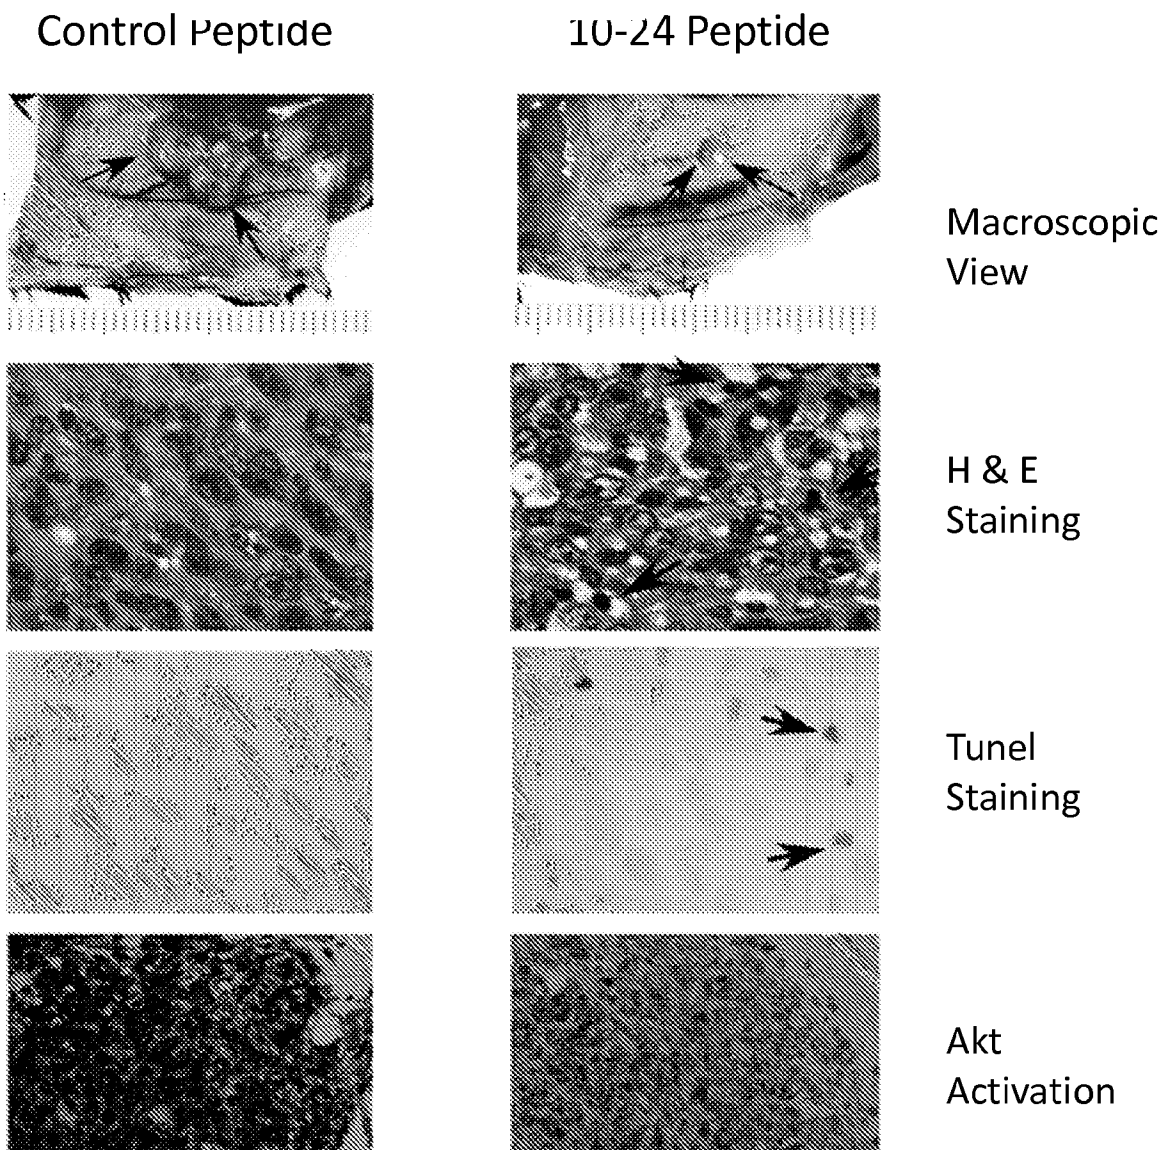 Control Peptide
10-24 Peptide
Macroscopic
View
H & E
Staining
Tunel
Staining
Akt
Activation